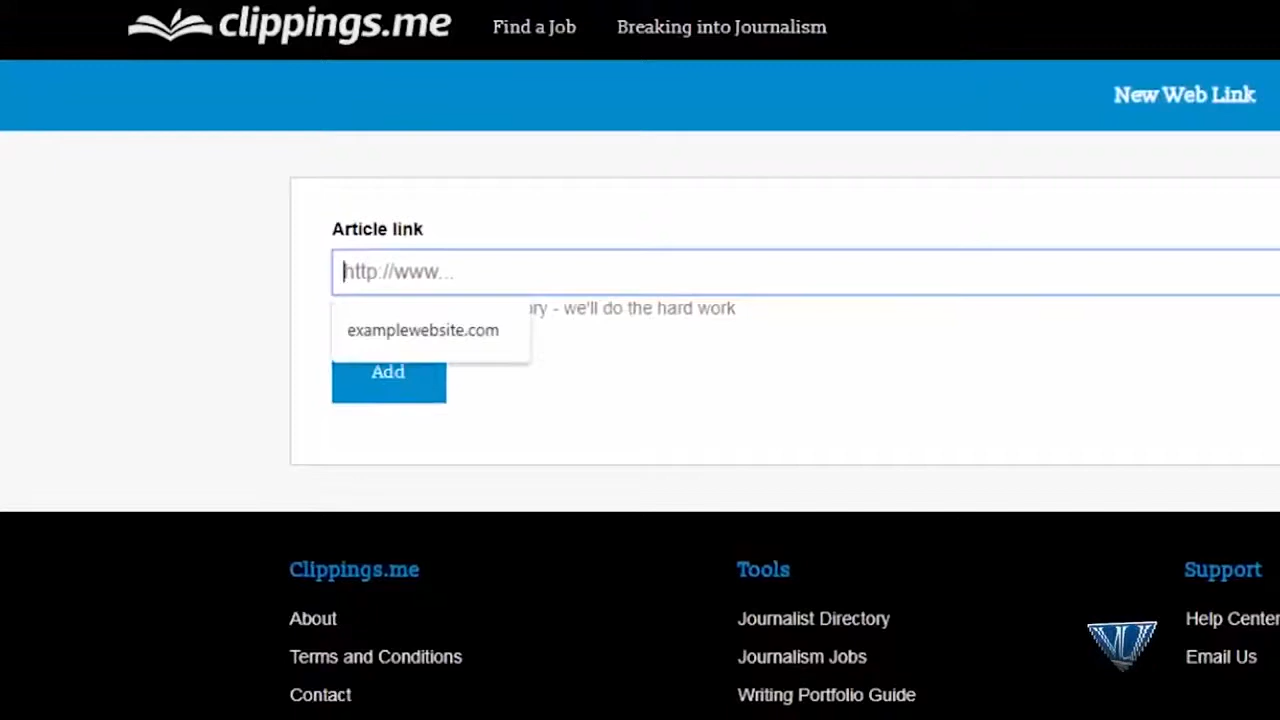 clippings.me Find a Job Breaking into Journalism
New Web Link
Article link
http://www...
ory - we'll do the hard work
examplewebsite.com
Add
Clippings.me Tools Support
About Journalist Directory Help Center
Terms and Conditions Journalism Jobs Email Us
Contact Writing Portfolio Guide